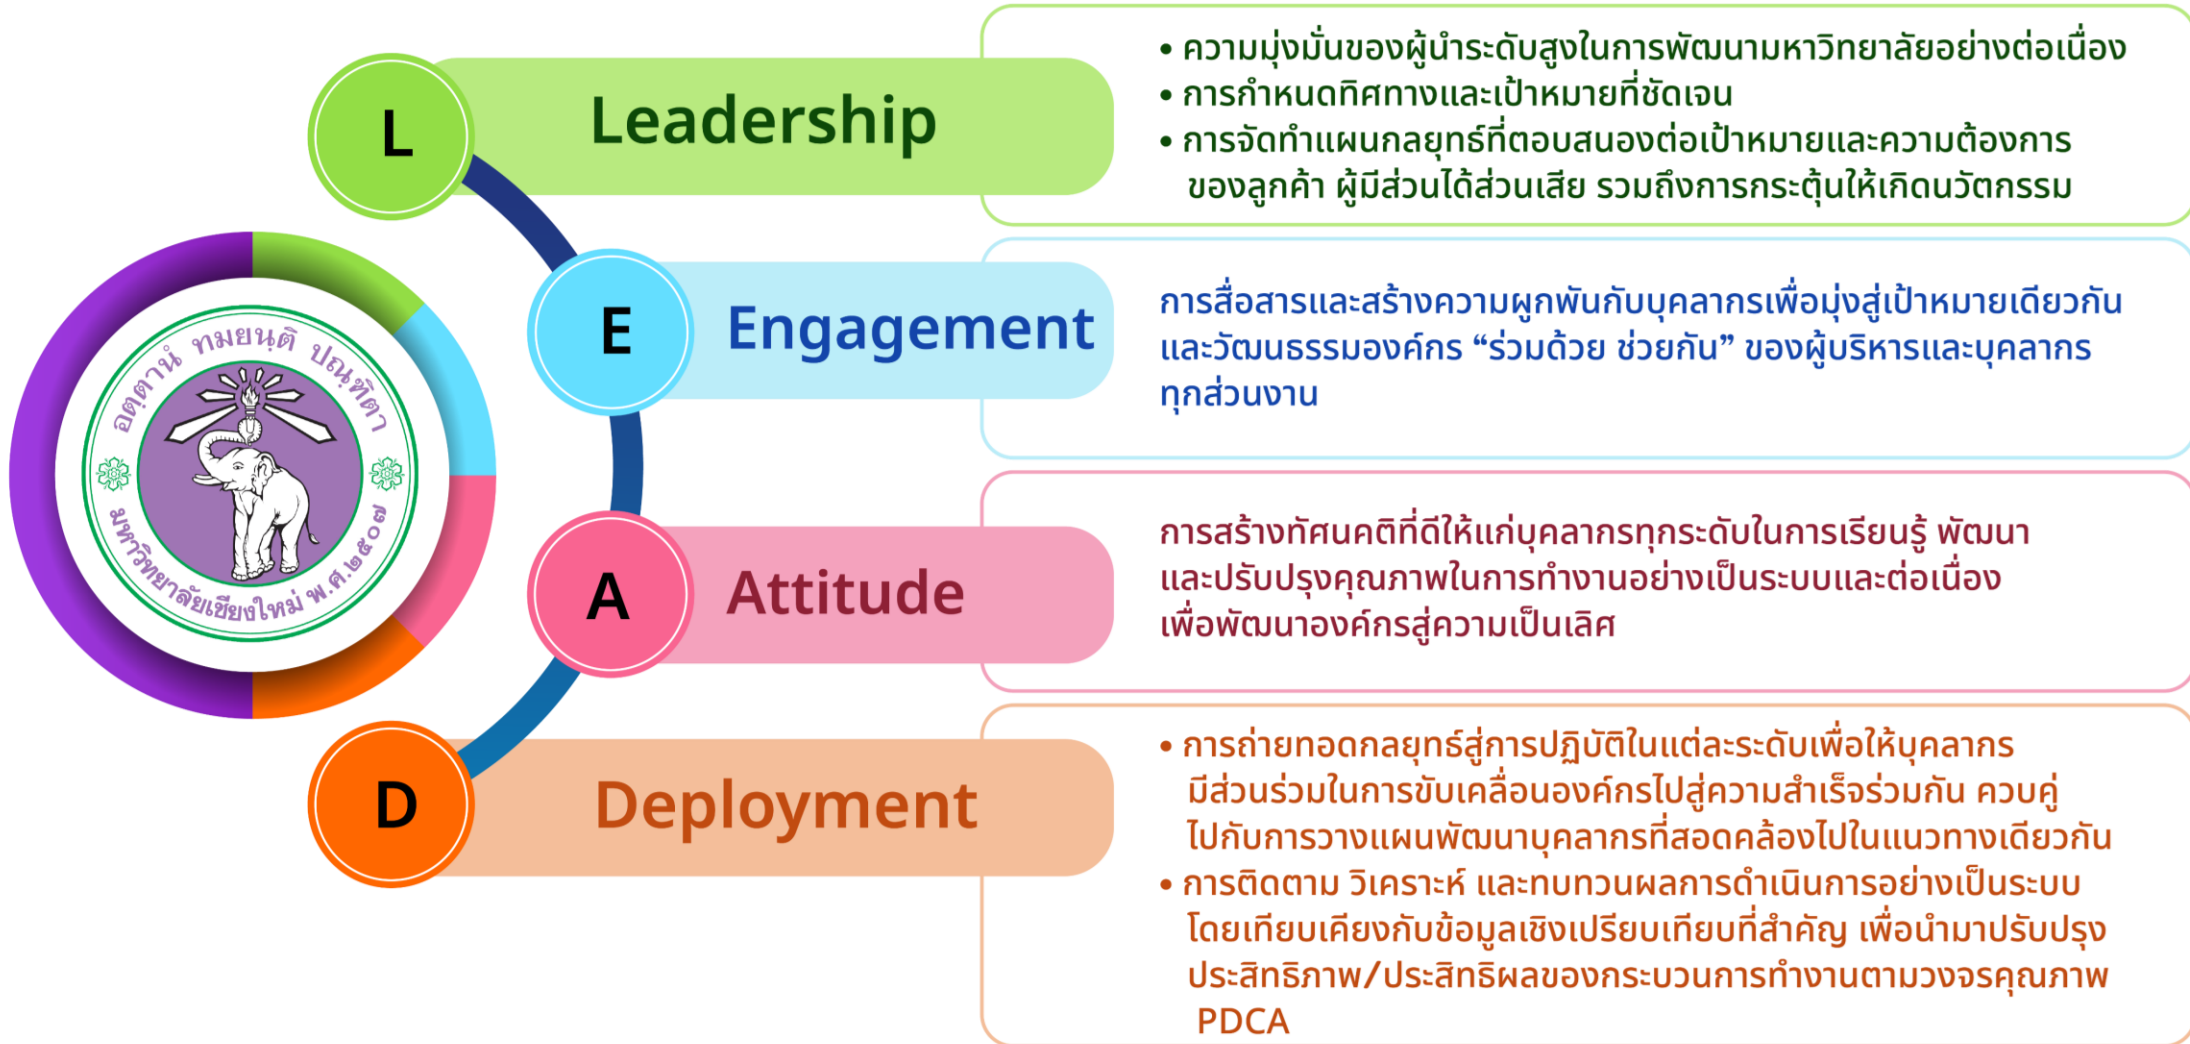 อตฺตานํ ทมยนฺติ ปณฺฑิตา
มหาวิทยาลัยเชียงใหม่ พ.ศ.๒๕๐๗
L
Leadership
• ความมุ่งมั่นของผู้นำระดับสูงในการพัฒนามหาวิทยาลัยอย่างต่อเนื่อง
• การกำหนดทิศทางและเป้าหมายที่ชัดเจน
• การจัดทำแผนกลยุทธ์ที่ตอบสนองต่อเป้าหมายและความต้องการ
ของลูกค้า ผู้มีส่วนได้ส่วนเสีย รวมถึงการกระตุ้นให้เกิดนวัตกรรม
E
Engagement
การสื่อสารและสร้างความผูกพันกับบุคลากรเพื่อมุ่งสู่เป้าหมายเดียวกัน
และวัฒนธรรมองค์กร “ร่วมด้วย ช่วยกัน” ของผู้บริหารและบุคลากร
ทุกส่วนงาน
A
Attitude
การสร้างทัศนคติที่ดีให้แก่บุคลากรทุกระดับในการเรียนรู้ พัฒนา
และปรับปรุงคุณภาพในการทำงานอย่างเป็นระบบและต่อเนื่อง
เพื่อพัฒนาองค์กรสู่ความเป็นเลิศ
D
Deployment
• การถ่ายทอดกลยุทธ์สู่การปฏิบัติในแต่ละระดับเพื่อให้บุคลากร
มีส่วนร่วมในการขับเคลื่อนองค์กรไปสู่ความสำเร็จร่วมกัน ควบคู่
ไปกับการวางแผนพัฒนาบุคลากรที่สอดคล้องไปในแนวทางเดียวกัน
• การติดตาม วิเคราะห์ และทบทวนผลการดำเนินการอย่างเป็นระบบ
โดยเทียบเคียงกับข้อมูลเชิงเปรียบเทียบที่สำคัญ เพื่อนำมาปรับปรุง
ประสิทธิภาพ/ประสิทธิผลของกระบวนการทำงานตามวงจรคุณภาพ
PDCA